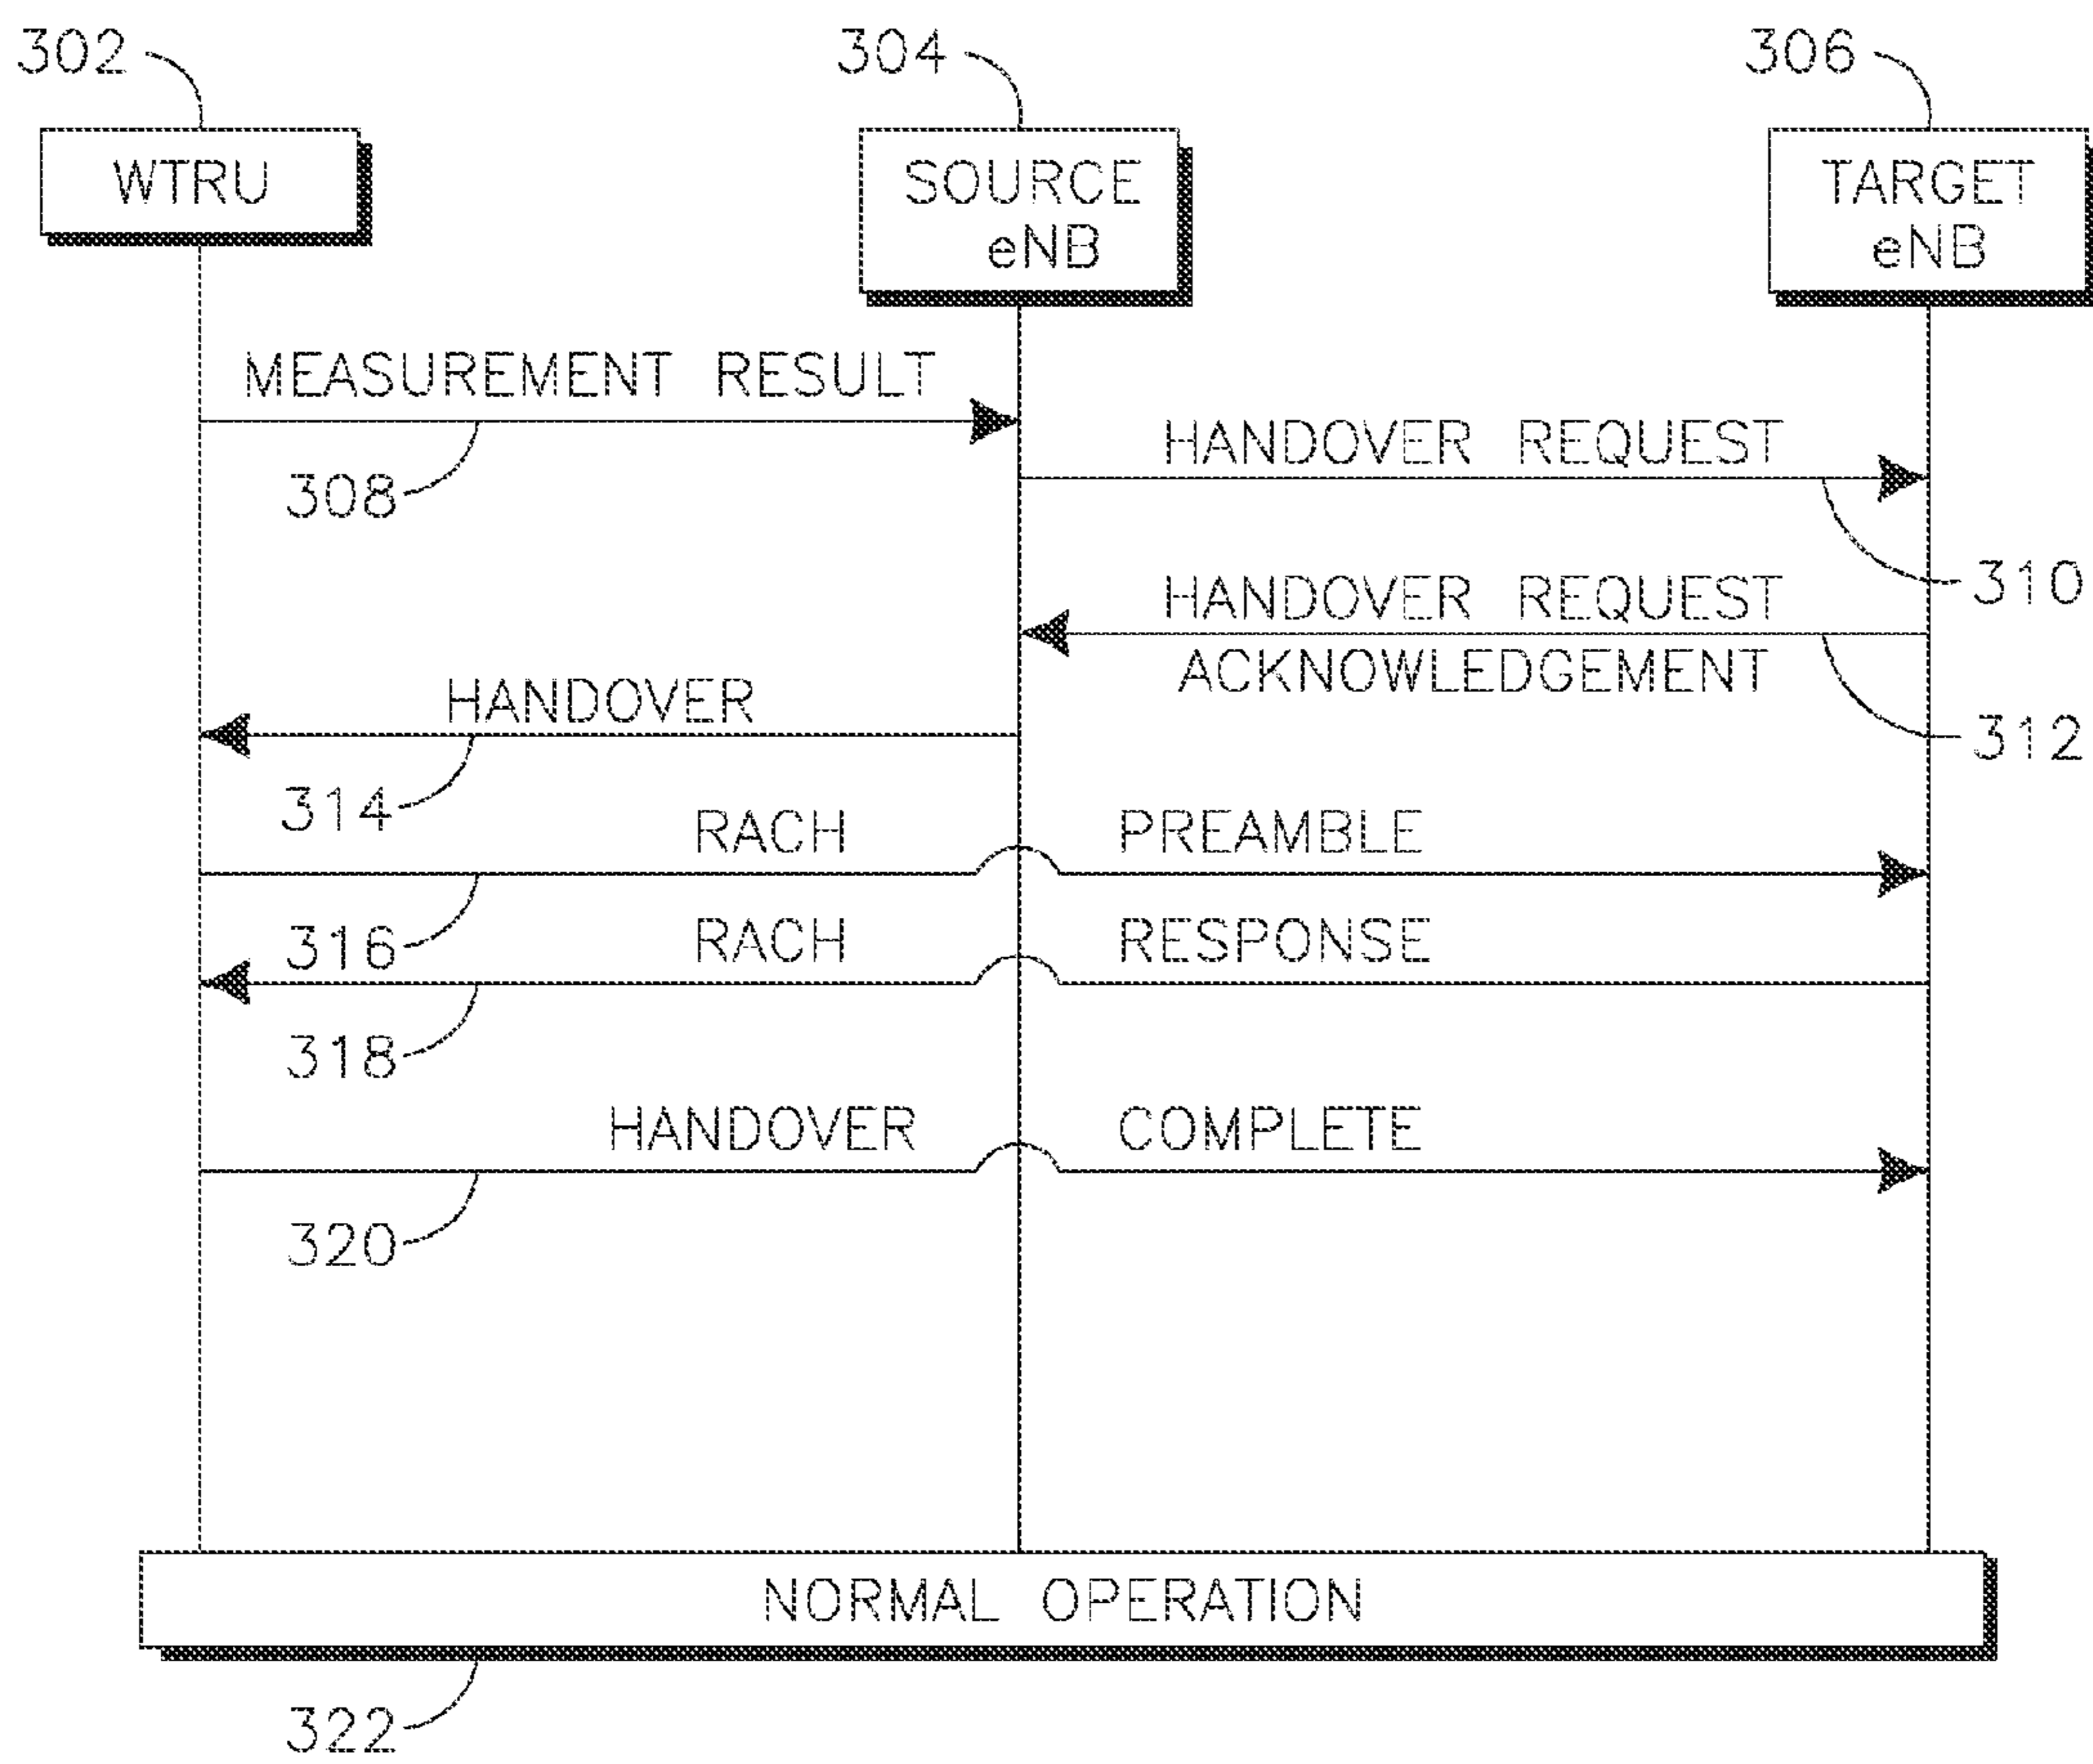 302
304
306
WTRU
SOURCE
eNB
TARGET
eNB
MEASUREMENT RESULT
308
HANDOVER REQUEST
310
HANDOVER REQUEST
ACKNOWLEDGEMENT
312
HANDOVER
314
RACH PREAMBLE
316
RACH RESPONSE
318
HANDOVER COMPLETE
320
NORMAL OPERATION
322